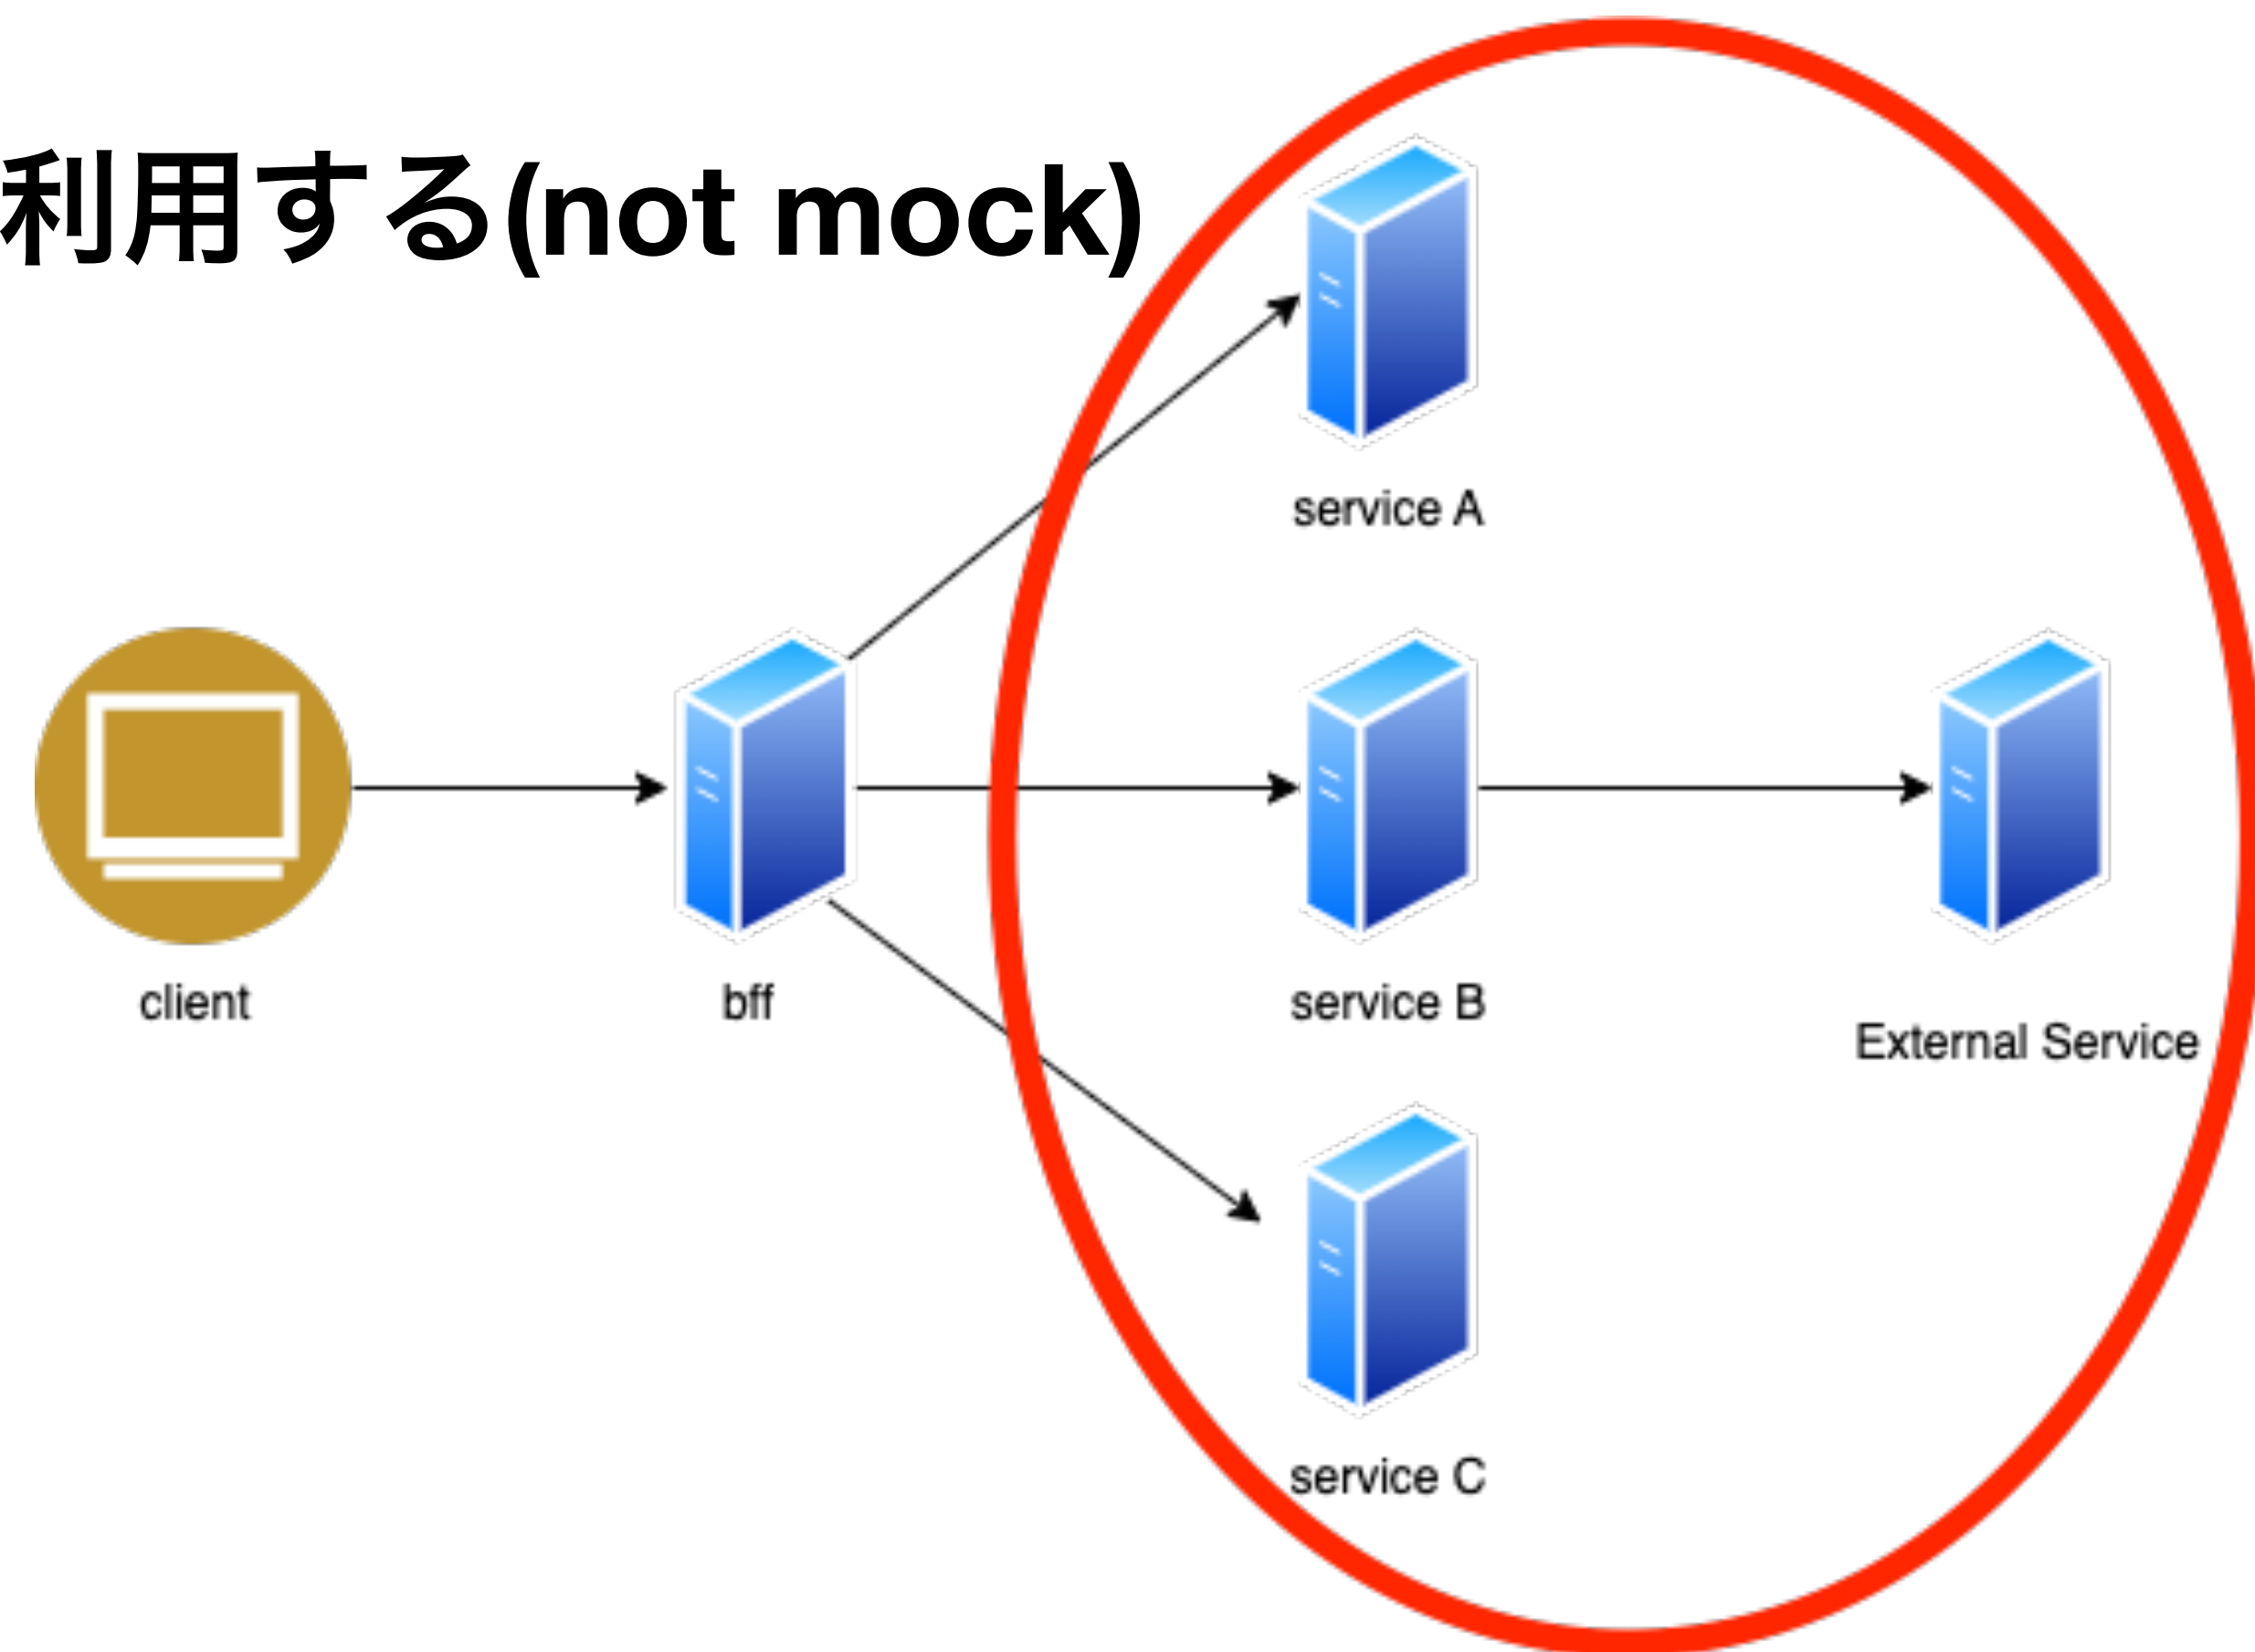 利用する(not mock)
service A
client
bff
service B
External Service
service C